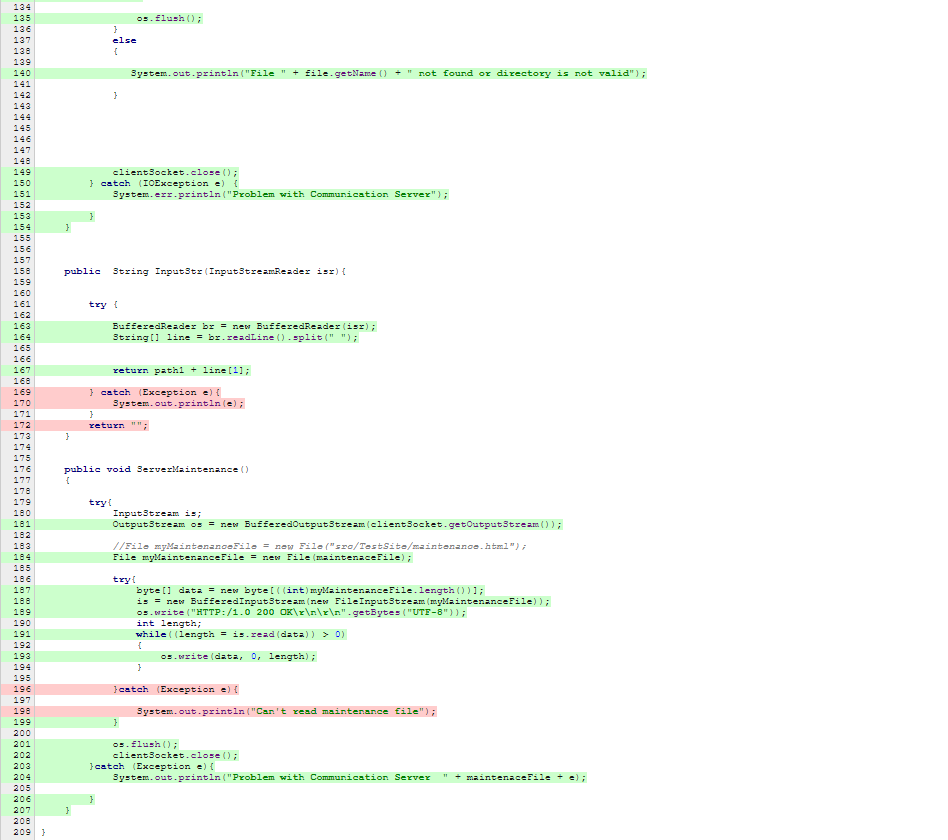 134
135 os.flush();
136 }
137 else
138 {
139
140 System.out.println("File " + file.getName() + " not found or directory is not valid");
141
142 }
143
144
145
146
147
148
149 clientSocket.close();
150 } catch (IOException e) {
151 System.err.println("Problem with Communication Server");
152
153 }
154 }
155
156
157
158 public String InputStr(InputStreamReader isr){
159
160
161 try {
162
163 BufferedReader br = new BufferedReader(isr);
164 String[] line = br.readLine().split(" ");
165
166
167 return path1 + line[1];
168
169 } catch (Exception e){
170 System.out.println(e);
171 }
172 return "";
173 }
174
175
176 public void ServerMaintenance()
177 {
178
179 try{
180 InputStream is;
181 OutputStream os = new BufferedOutputStream(clientSocket.getOutputStream());
182
183 //File myMaintenanceFile = new File("src/TestSite/maintenance.html");
184 File myMaintenanceFile = new File(maintenaceFile);
185
186 try{
187 byte[] data = new byte[((int)myMaintenanceFile.length())];
188 is = new BufferedInputStream(new FileInputStream(myMaintenanceFile));
189 os.write("HTTP:/1.0 200 OK\r\n\r\n".getBytes("UTF-8"));
190 int length;
191 while((length = is.read(data)) > 0)
192 {
193 os.write(data, 0, length);
194 }
195
196 }catch (Exception e){
197
198 System.out.println("Can't read maintenance file");
199 }
200
201 os.flush();
202 clientSocket.close();
203 }catch (Exception e){
204 System.out.println("Problem with Communication Server  " + maintenaceFile + e);
205
206 }
207 }
208
209 }